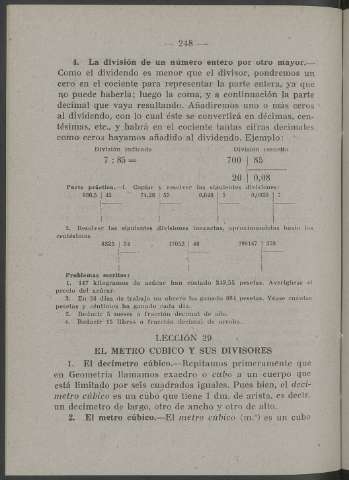 — 248 —
4. La división de un número entero por otro mayor.—
Como el dividendo es menor que el divisor, pondremos un
cero en el cociente para representar la parte entera, ya que
no puede haberla; luego la coma, y a continuación la parte
decimal que vaya resultando. Añadiremos uno o más ceros
al dividendo, con lo cual éste se convertirá en décimas, cen-
tésimas, etc., y habrá en el cociente tantas cifras decimales
como ceros hayamos añadido al dividendo. Ejemplo:
División indicada División resuelta
7 : 85 = 700 | 85
20 | 0,08
Parte práctica.—1. Copiar y resolver las siguientes divisiones:
2. Resolver las siguientes divisiones inexactas, aproximándolas hasta las
centésimas
Problemas escritos:
1. 147 kilogramos de azúcar han costado pesetas. Averíguese el
precio del azúcar.
2. En 24 días de trabajo un obrero ha ganado pesetas. Véase cuántas
pesetas y céntimos ha ganado cada día.
3. Reducir 5 meses a fracción decimal de año.
4. Reducir 15 libras a fracción decimal de arroba.
LECCIÓN 29
EL METRO CÚBICO Y SUS DIVISORES
1. El decímetro cúbico.—Repitamos primeramente que
en Geometría llamamos exaedro o cubo a un cuerpo que
está limitado por seis cuadrados iguales. Pues bien, el decí-
metro cúbico es un cubo que tiene 1 dm. de arista, es decir,
un decímetro de largo, otro de ancho y otro de alto.
2. El metro cúbico.—El metro cúbico (m.³) es un cubo